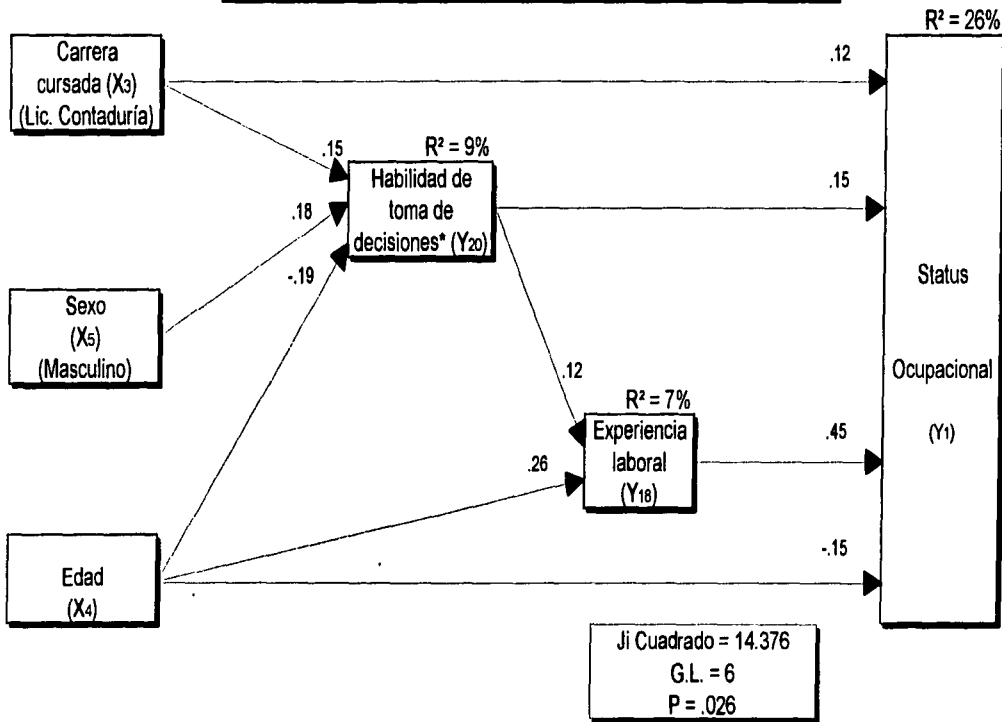 R² = 26%
Carrera
cursada (X3)
(Lic. Contaduría)
.12
.15
R² = 9%
Habilidad de
toma de
decisiones* (Y20)
.15
.18
-.19
Sexo
(X5)
(Masculino)
Status
Ocupacional
(Y1)
.12
R² = 7%
Experiencia
laboral
(Y18)
.45
.26
-.15
Edad
(X4)
Ji Cuadrado = 14.376
G.L. = 6
P = .026